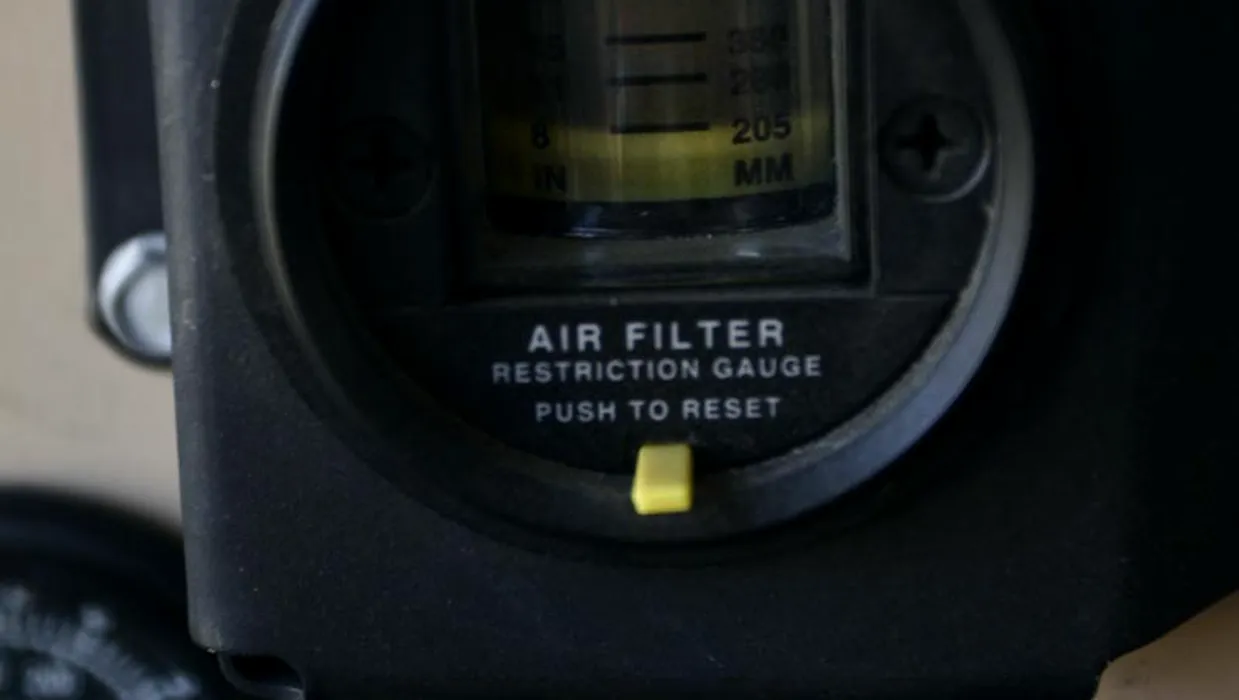 8 205
IN MM
AIR FILTER
RESTRICTION GAUGE
PUSH TO RESET